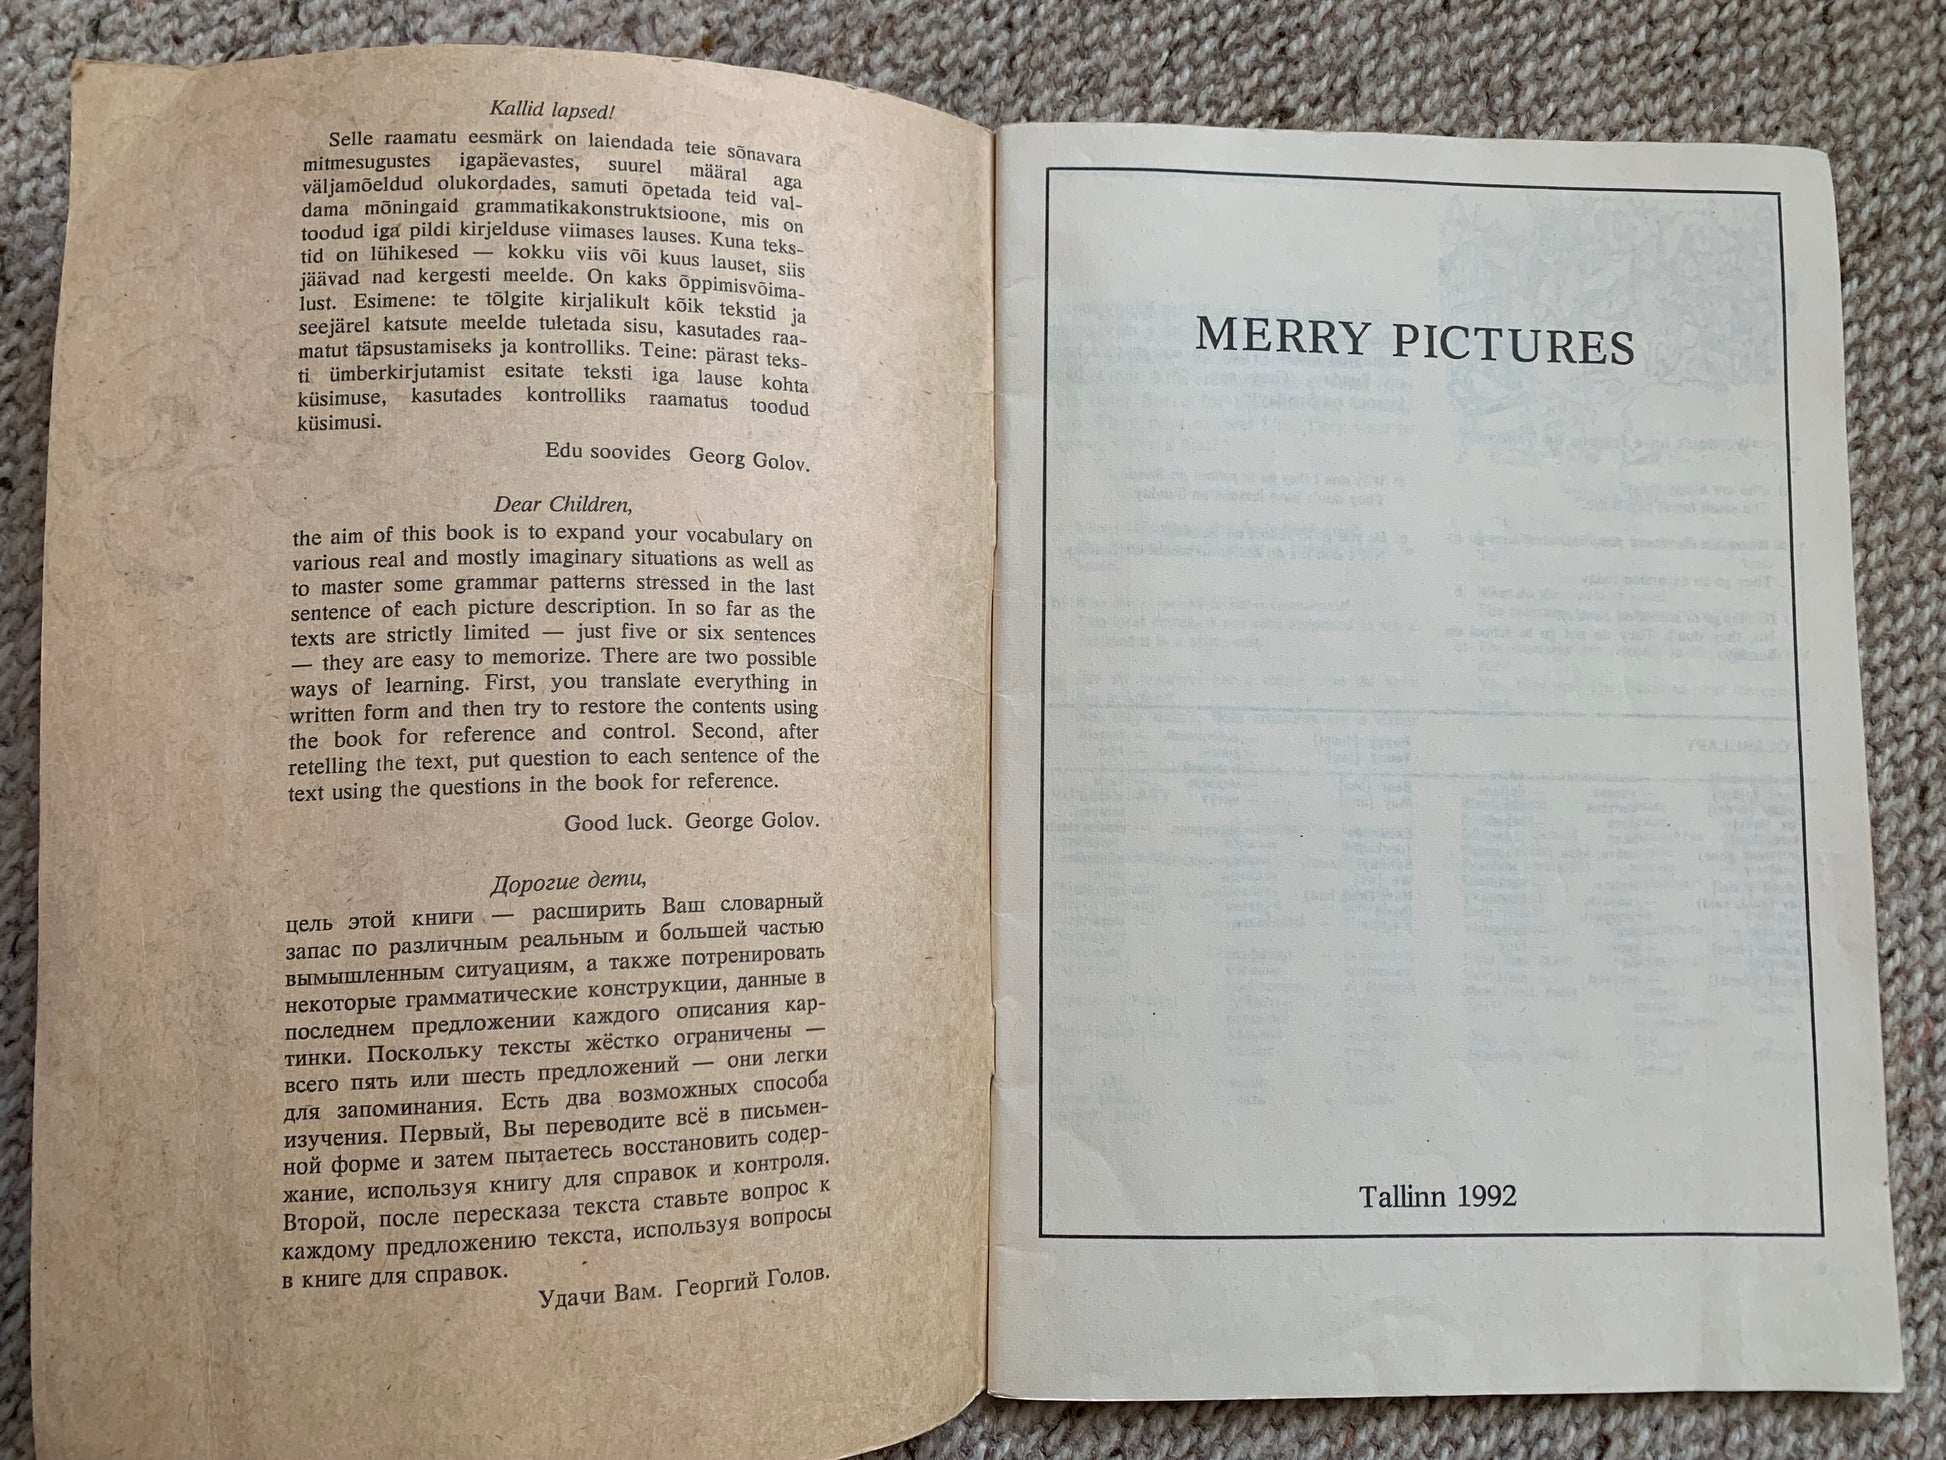 Kallid lapsed!
Selle raamatu eesmärk on laiendada teie sõnavara
mitmesugustes igapäevastes, suurel määral aga
väljamõeldud olukordades, samuti õpetada teid val-
dama mõningaid grammatikakonstruktsioone, mis on
toodud iga pildi kirjelduse viimases lauses. Kuna teks-
tid on lühikesed — kokku viis või kuus lauset, siis
jäävad nad kergesti meelde. On kaks õppimisvõima-
lust. Esimene: te tõlgite kirjalikult kõik tekstid ja
seejärel katsute meelde tuletada sisu, kasutades raa-
matut täpsustamiseks ja kontrolliks. Teine: pärast teks-
ti ümberkirjutamist esitate teksti iga lause kohta
küsimuse, kasutades kontrolliks raamatus toodud
küsimusi.
Edu soovides Georg Golov.
Dear Children,
the aim of this book is to expand your vocabulary on
various real and mostly imaginary situations as well as
to master some grammar patterns stressed in the last
sentence of each picture description. In so far as the
texts are strictly limited — just five or six sentences
— they are easy to memorize. There are two possible
ways of learning. First, you translate everything in
written form and then try to restore the contents using
the book for reference and control. Second, after
retelling the text, put question to each sentence of the
text using the questions in the book for reference.
Good luck. George Golov.
Дорогие дети,
цель этой книги — расширить Ваш словарный
запас по различным реальным и большей частью
вымышленным ситуациям, а также потренировать
некоторые грамматические конструкции, данные в
последнем предложении каждого описания кар-
тинки. Поскольку тексты жёстко ограничены —
всего пять или шесть предложений — они легки
для запоминания. Есть два возможных способа
изучения. Первый, Вы переводите всё в письмен-
ной форме и затем пытаетесь восстановить содер-
жание, используя книгу для справок и контроля.
Второй, после пересказа текста ставьте вопрос к
каждому предложению текста, используя вопросы
в книге для справок.
Удачи Вам. Георгий Голов.
MERRY PICTURES
Tallinn 1992